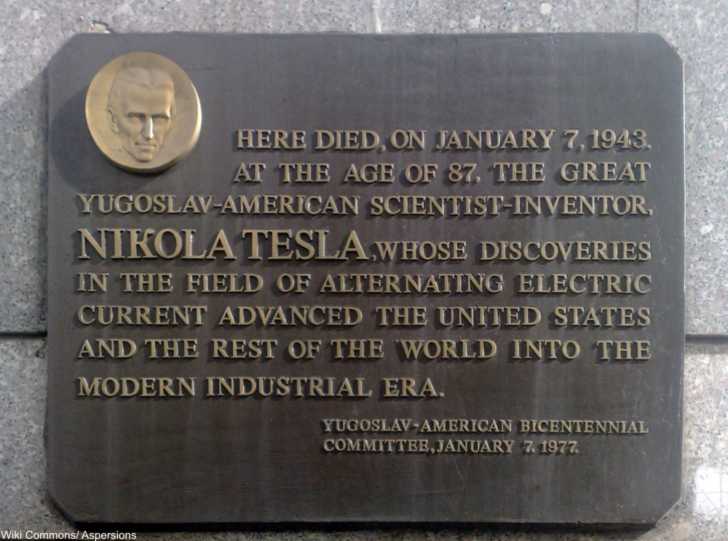 HERE DIED, ON JANUARY 7, 1943.
AT THE AGE OF 87, THE GREAT
YUGOSLAV-AMERICAN SCIENTIST-INVENTOR,
NIKOLA TESLA, WHOSE DISCOVERIES
IN THE FIELD OF ALTERNATING ELECTRIC
CURRENT ADVANCED THE UNITED STATES
AND THE REST OF THE WORLD INTO THE
MODERN INDUSTRIAL ERA.
YUGOSLAV-AMERICAN BICENTENNIAL
COMMITTEE, JANUARY 7. 1977.
Wiki Commons/ Aspersions